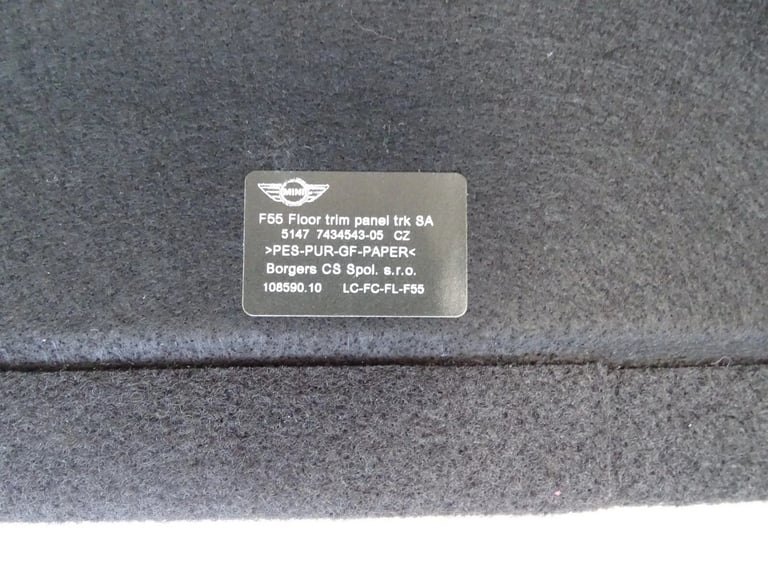 MINI
F55 Floor trim panel trk SA
5147 7434543-05 CZ
>PES-PUR-GF-PAPER<
Borgers CS Spol. s.r.o.
108590.10 LC-FC-FL-F55